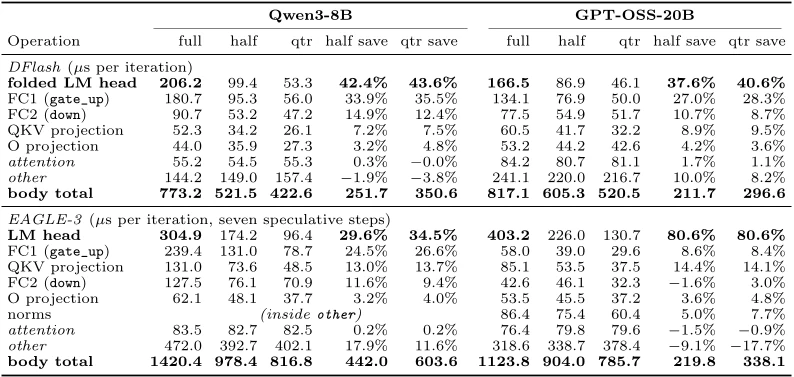 Qwen3-8B GPT-OSS-20B
Operation full half qtr half save qtr save full half qtr half save qtr save
DFlash (μs per iteration)
folded LM head 206.2 99.4 53.3 42.4% 43.6% 166.5 86.9 46.1 37.6% 40.6%
FC1 (gate_up) 180.7 95.3 56.0 33.9% 35.5% 134.1 76.9 50.0 27.0% 28.3%
FC2 (down) 90.7 53.2 47.2 14.9% 12.4% 77.5 54.9 51.7 10.7% 8.7%
QKV projection 52.3 34.2 26.1 7.2% 7.5% 60.5 41.7 32.2 8.9% 9.5%
O projection 44.0 35.9 27.3 3.2% 4.8% 53.2 44.2 42.6 4.2% 3.6%
attention 55.2 54.5 55.3 0.3% −0.0% 84.2 80.7 81.1 1.7% 1.1%
other 144.2 149.0 157.4 −1.9% −3.8% 241.1 220.0 216.7 10.0% 8.2%
body total 773.2 521.5 422.6 251.7 350.6 817.1 605.3 520.5 211.7 296.6
EAGLE-3 (μs per iteration, seven speculative steps)
LM head 304.9 174.2 96.4 29.6% 34.5% 403.2 226.0 130.7 80.6% 80.6%
FC1 (gate_up) 239.4 131.0 78.7 24.5% 26.6% 58.0 39.0 29.6 8.6% 8.4%
QKV projection 131.0 73.6 48.5 13.0% 13.7% 85.1 53.5 37.5 14.4% 14.1%
FC2 (down) 127.5 76.1 70.9 11.6% 9.4% 42.6 46.1 32.3 −1.6% 3.0%
O projection 62.1 48.1 37.7 3.2% 4.0% 53.5 45.5 37.2 3.6% 4.8%
norms (inside other) 86.4 75.4 60.4 5.0% 7.7%
attention 83.5 82.7 82.5 0.2% 0.2% 76.4 79.8 79.6 −1.5% −0.9%
other 472.0 392.7 402.1 17.9% 11.6% 318.6 338.7 378.4 −9.1% −17.7%
body total 1420.4 978.4 816.8 442.0 603.6 1123.8 904.0 785.7 219.8 338.1